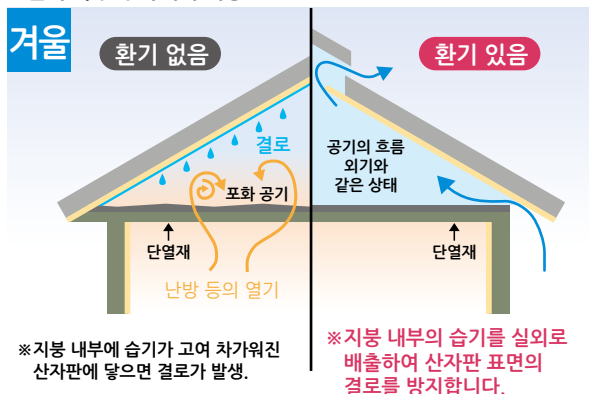 겨울
환기 없음
환기 있음
결로
포화 공기
공기의 흐름
외기와
같은 상태
단열재
단열재
난방 등의 열기
※지붕 내부에 습기가 고여 차가워진
산자판에 닿으면 결로가 발생.
※지붕 내부의 습기를 실외로
배출하여 산자판 표면의
결로를 방지합니다.